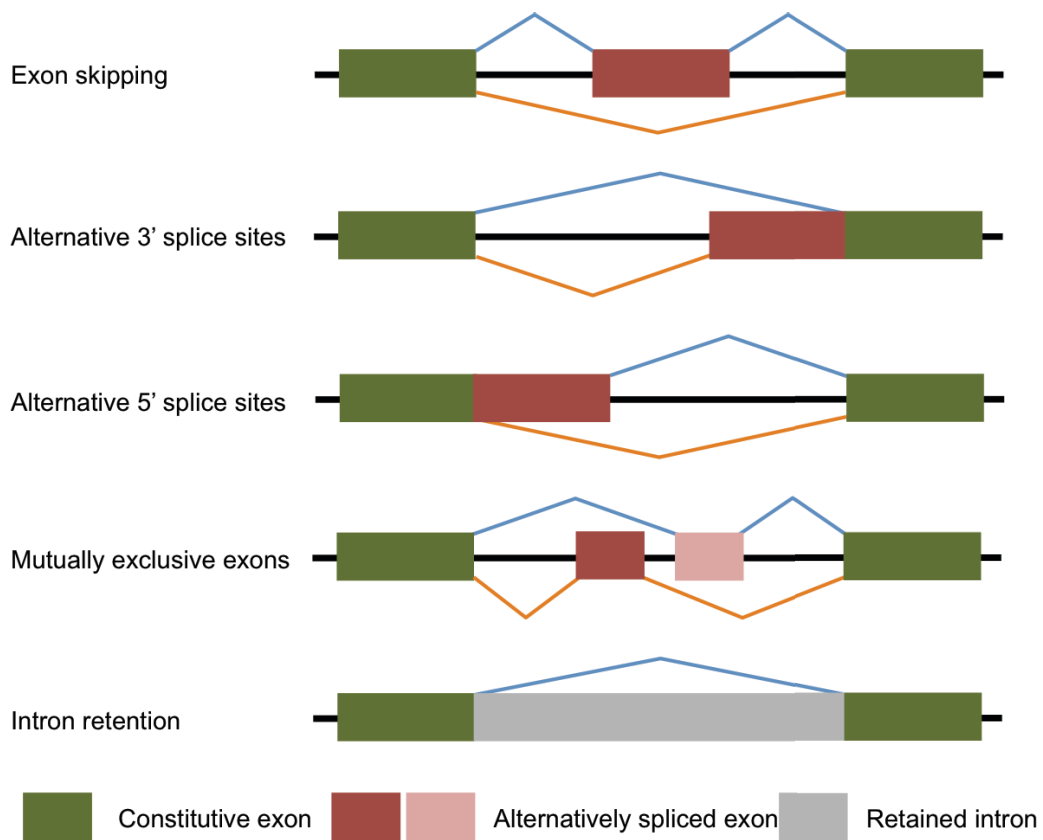 Exon skipping
Alternative 3’ splice sites
Alternative 5’ splice sites
Mutually exclusive exons
Intron retention
Constitutive exon
Alternatively spliced exon
Retained intron